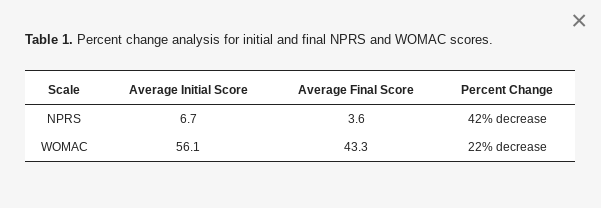 Table 1. Percent change analysis for initial and final NPRS and WOMAC scores.
Scale Average Initial Score Average Final Score Percent Change
NPRS 6.7 3.6 42% decrease
WOMAC 56.1 43.3 22% decrease